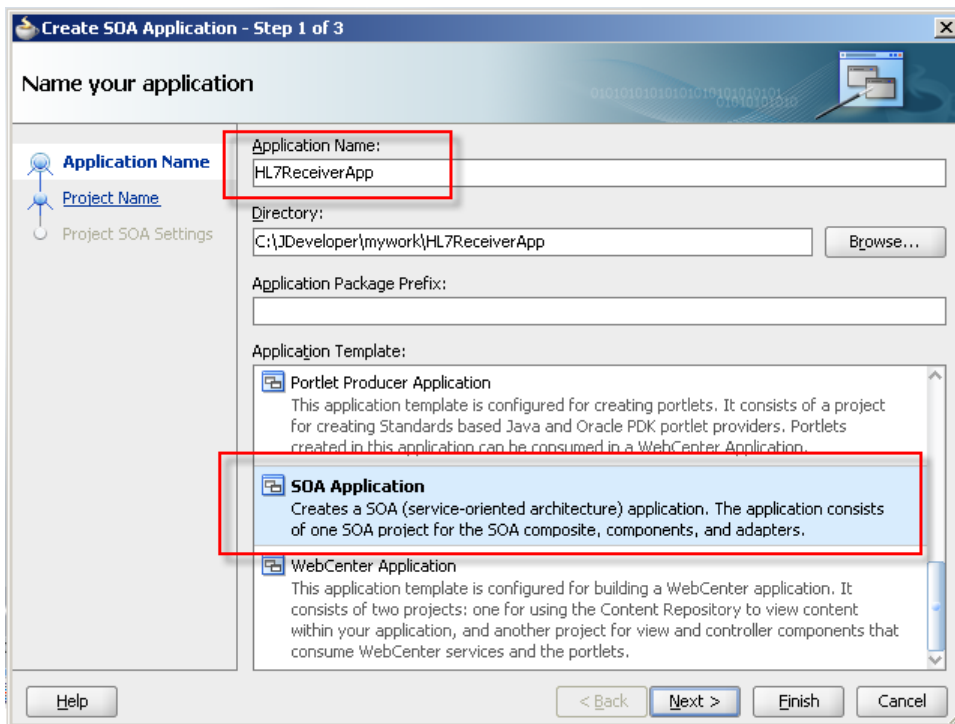 Create SOA Application - Step 1 of 3
Name your application
0101010101010101010101010101
01010101010
Application Name
Project Name
Project SOA Settings
Application Name:
HL7ReceiverApp
Directory:
C:\JDeveloper\mywork\HL7ReceiverApp
Browse...
Application Package Prefix:
Application Template:
Portlet Producer Application
This application template is configured for creating portlets. It consists of a project
for creating Standards based Java and Oracle PDK portlet providers. Portlets
created in this application can be consumed in a WebCenter Application.
SOA Application
Creates a SOA (service-oriented architecture) application. The application consists
of one SOA project for the SOA composite, components, and adapters.
WebCenter Application
This application template is configured for building a WebCenter application. It
consists of two projects: one for using the Content Repository to view content
within your application, and another project for view and controller components that
consume WebCenter services and the portlets.
Help
< Back
Next >
Finish
Cancel